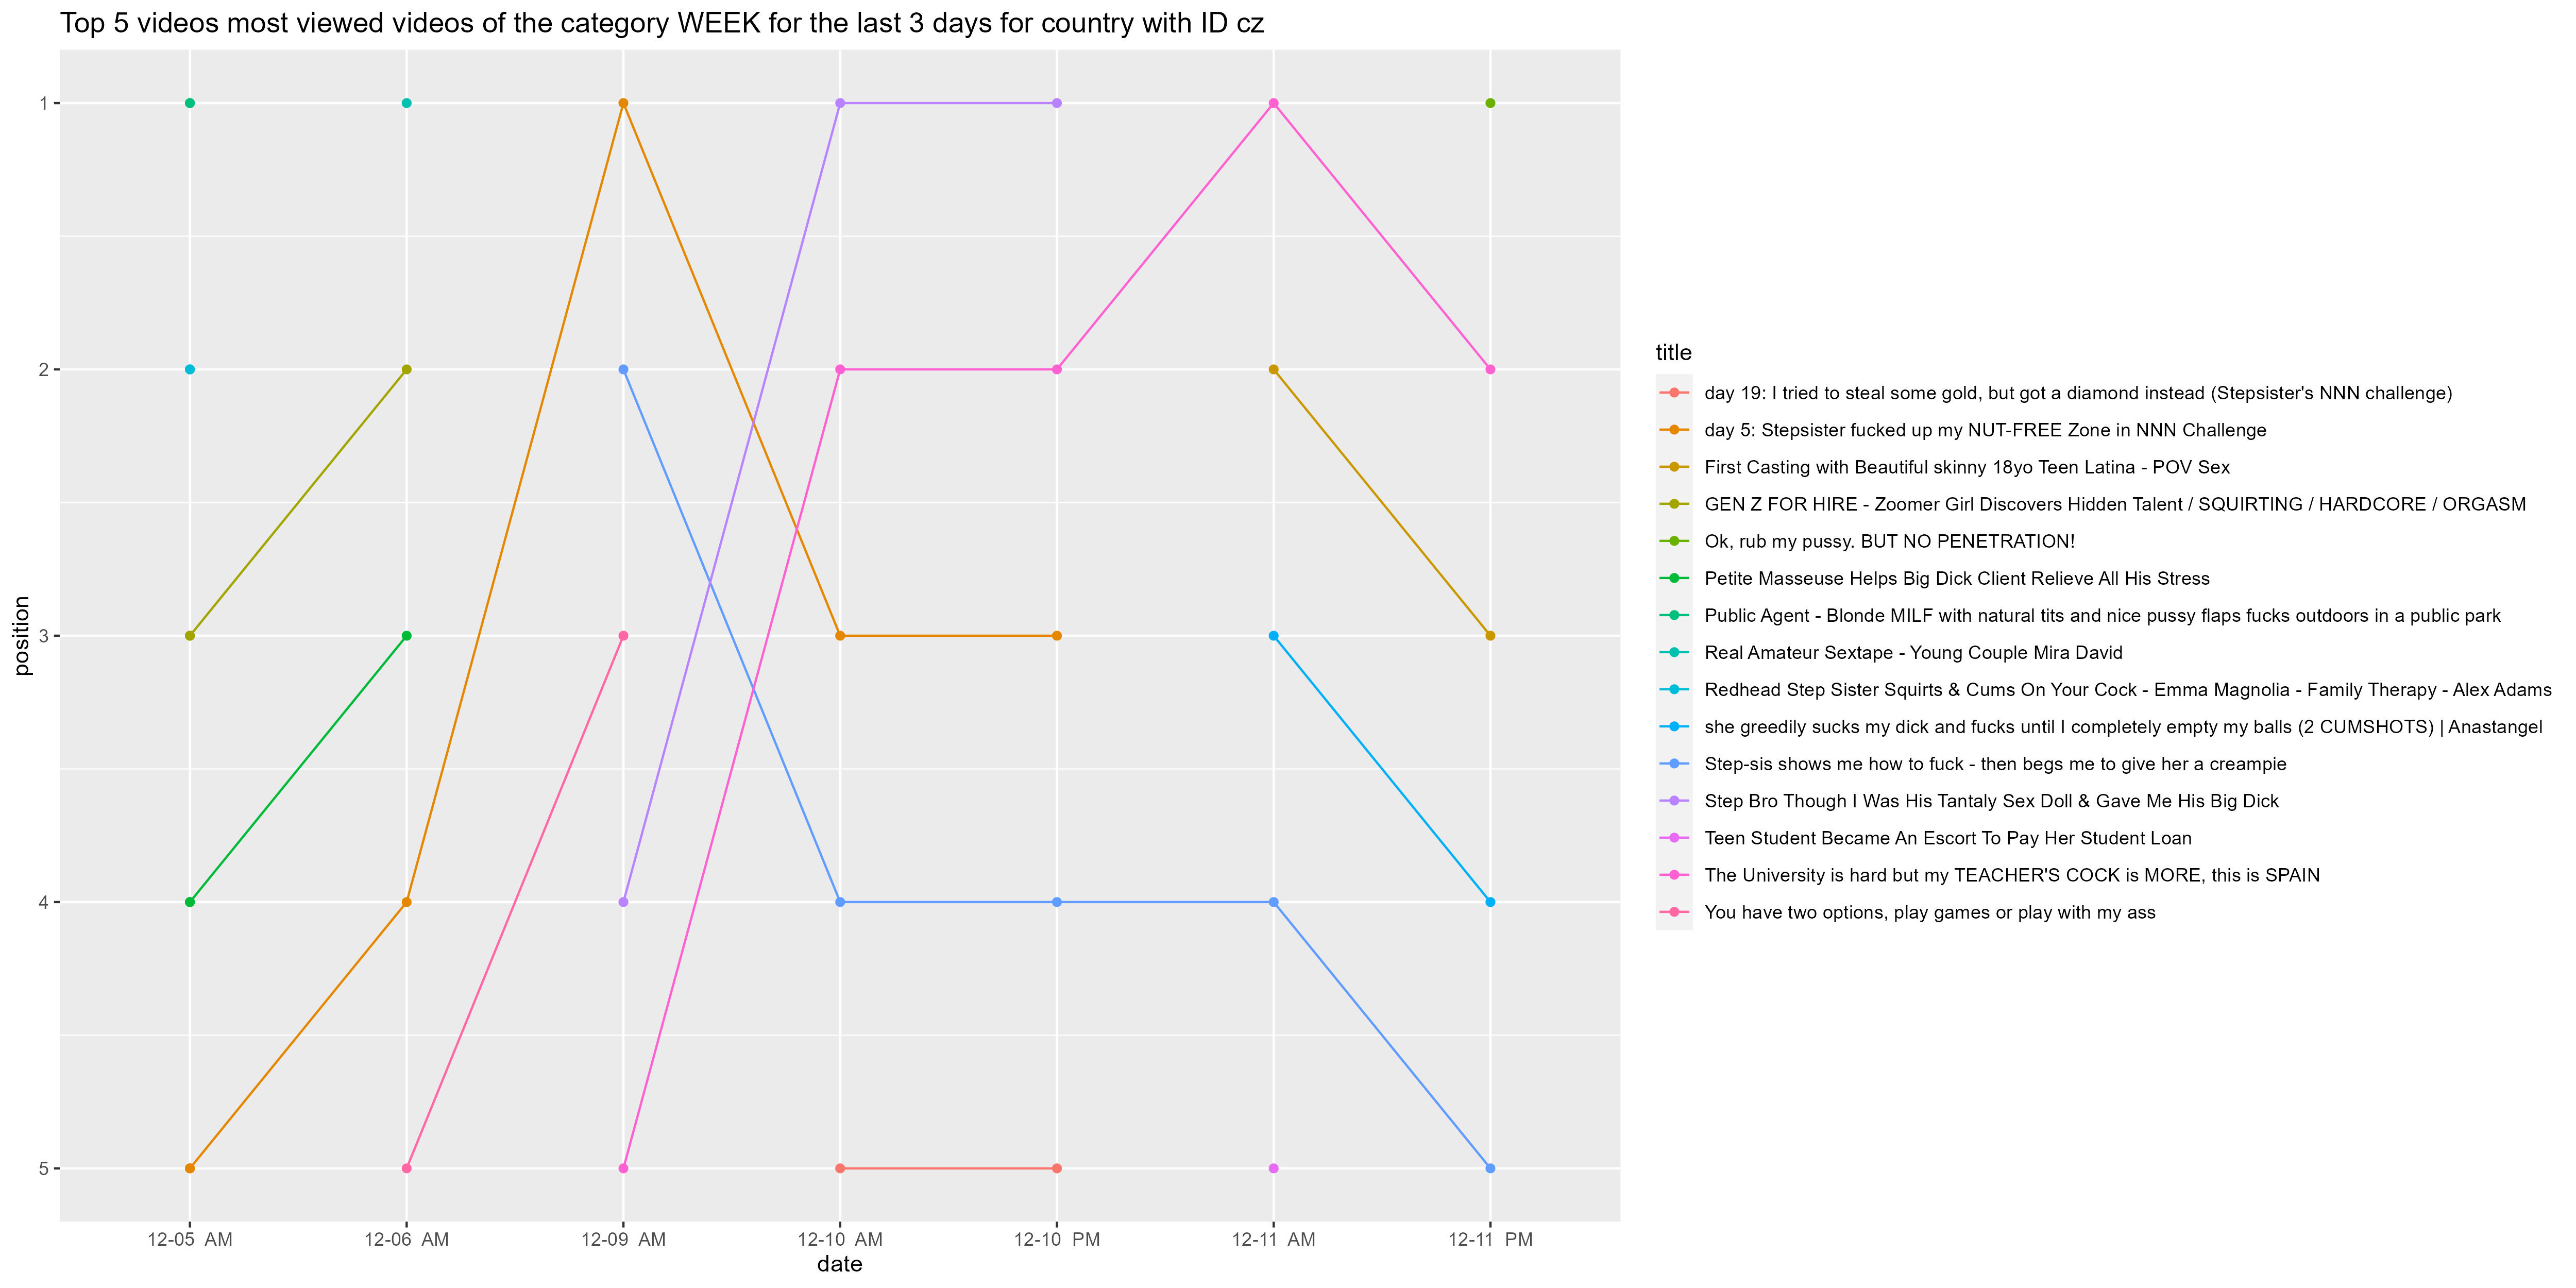 Top 5 videos most viewed videos of the category WEEK for the last 3 days for country with ID cz
position
1
2
3
4
5
12-05 AM
12-06 AM
12-09 AM
12-10 AM
12-10 PM
12-11 AM
12-11 PM
date
title
day 19: I tried to steal some gold, but got a diamond instead (Stepsister's NNN challenge)
day 5: Stepsister fucked up my NUT-FREE Zone in NNN Challenge
First Casting with Beautiful skinny 18yo Teen Latina - POV Sex
GEN Z FOR HIRE - Zoomer Girl Discovers Hidden Talent / SQUIRTING / HARDCORE / ORGASM
Ok, rub my pussy. BUT NO PENETRATION!
Petite Masseuse Helps Big Dick Client Relieve All His Stress
Public Agent - Blonde MILF with natural tits and nice pussy flaps fucks outdoors in a public park
Real Amateur Sextape - Young Couple Mira David
Redhead Step Sister Squirts & Cums On Your Cock - Emma Magnolia - Family Therapy - Alex Adams
she greedily sucks my dick and fucks until I completely empty my balls (2 CUMSHOTS) | Anastangel
Step-sis shows me how to fuck - then begs me to give her a creampie
Step Bro Though I Was His Tantaly Sex Doll & Gave Me His Big Dick
Teen Student Became An Escort To Pay Her Student Loan
The University is hard but my TEACHER'S COCK is MORE, this is SPAIN
You have two options, play games or play with my ass